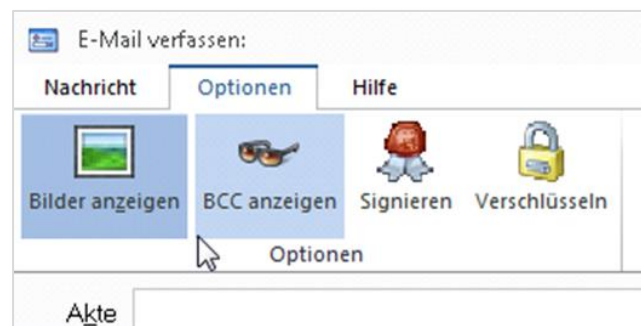 E-Mail verfassen:
Nachricht Optionen Hilfe
Bilder anzeigen BCC anzeigen Signieren Verschlüsseln
Optionen
Akte